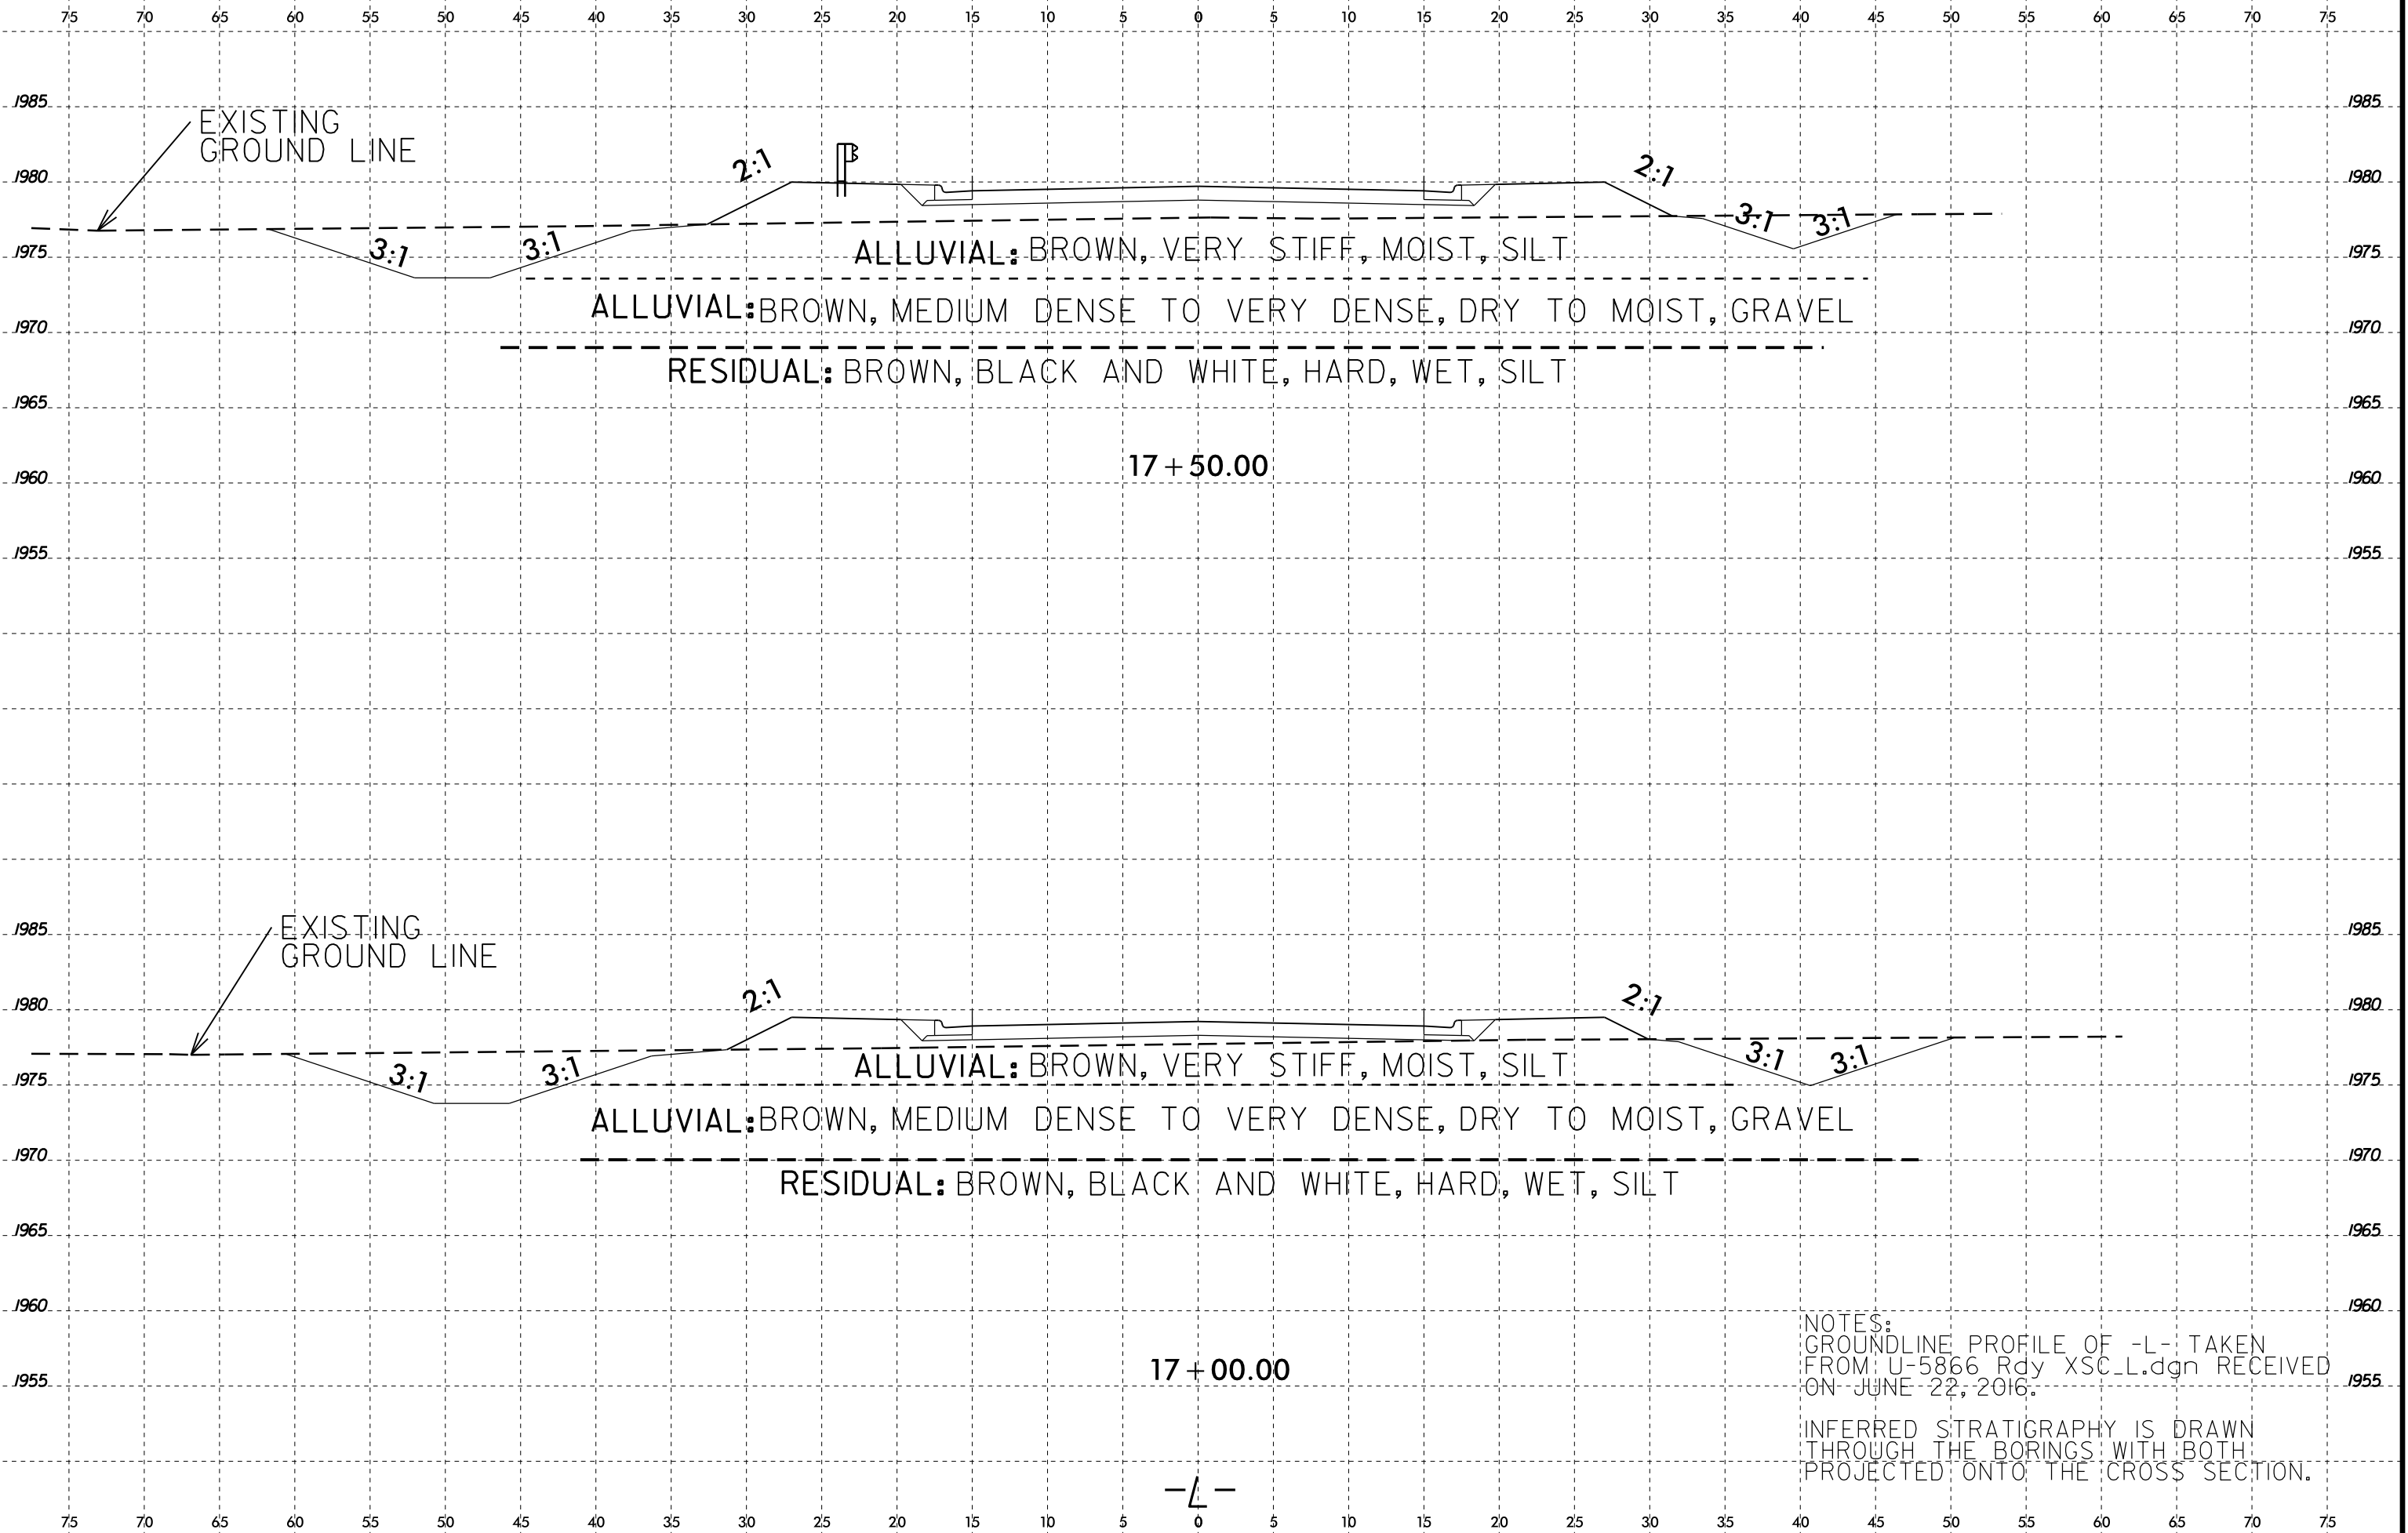 75 70 65 60 55 50 45 40 35 30 25 20 15 10 5 0 5 10 15 20 25 30 35 40 45 50 55 60 65 70 75
1985 1985
EXISTING
GROUND LINE
2:1 2:1
1980 1980
3:1 3:1 3:1 3:1
ALLUVIAL: BROWN, VERY STIFF, MOIST, SILT
1975 1975
ALLUVIAL: BROWN, MEDIUM DENSE TO VERY DENSE, DRY TO MOIST, GRAVEL
1970 1970
RESIDUAL: BROWN, BLACK AND WHITE, HARD, WET, SILT
1965 1965
17+50.00
1960 1960
1955 1955
1985 1985
EXISTING
GROUND LINE
2:1 2:1
1980 1980
3:1 3:1 3:1 3:1
ALLUVIAL: BROWN, VERY STIFF, MOIST, SILT
1975 1975
ALLUVIAL: BROWN, MEDIUM DENSE TO VERY DENSE, DRY TO MOIST, GRAVEL
1970 1970
RESIDUAL: BROWN, BLACK AND WHITE, HARD, WET, SILT
1965 1965
1960 1960
17+00.00
1955 1955
NOTES:
GROUNDLINE PROFILE OF -L- TAKEN
FROM U-5866 Rdy XSC_L.dgn RECEIVED
ON JUNE 22, 2016.
INFERRED STRATIGRAPHY IS DRAWN
THROUGH THE BORINGS WITH BOTH
PROJECTED ONTO THE CROSS SECTION.
-L-
75 70 65 60 55 50 45 40 35 30 25 20 15 10 5 0 5 10 15 20 25 30 35 40 45 50 55 60 65 70 75